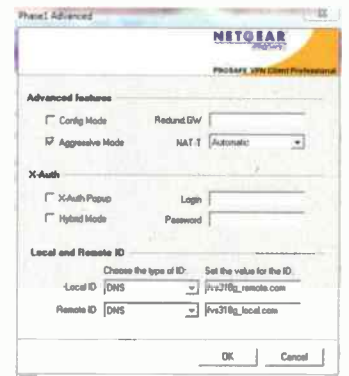 Phase1 Advanced
NETGEAR
PROSAFE VPN Client Professional
Advanced features
Config Mode
Redund.GW
Aggressive Mode
NAT-T
Automatic
X-Auth
X-Auth Popup
Login
Hybrid Mode
Password
Local and Remote ID
Choose the type of ID:
Set the value for the ID:
Local ID
DNS
fvs318g_remote.com
Remote ID
DNS
fvs318g_local.com
OK
Cancel